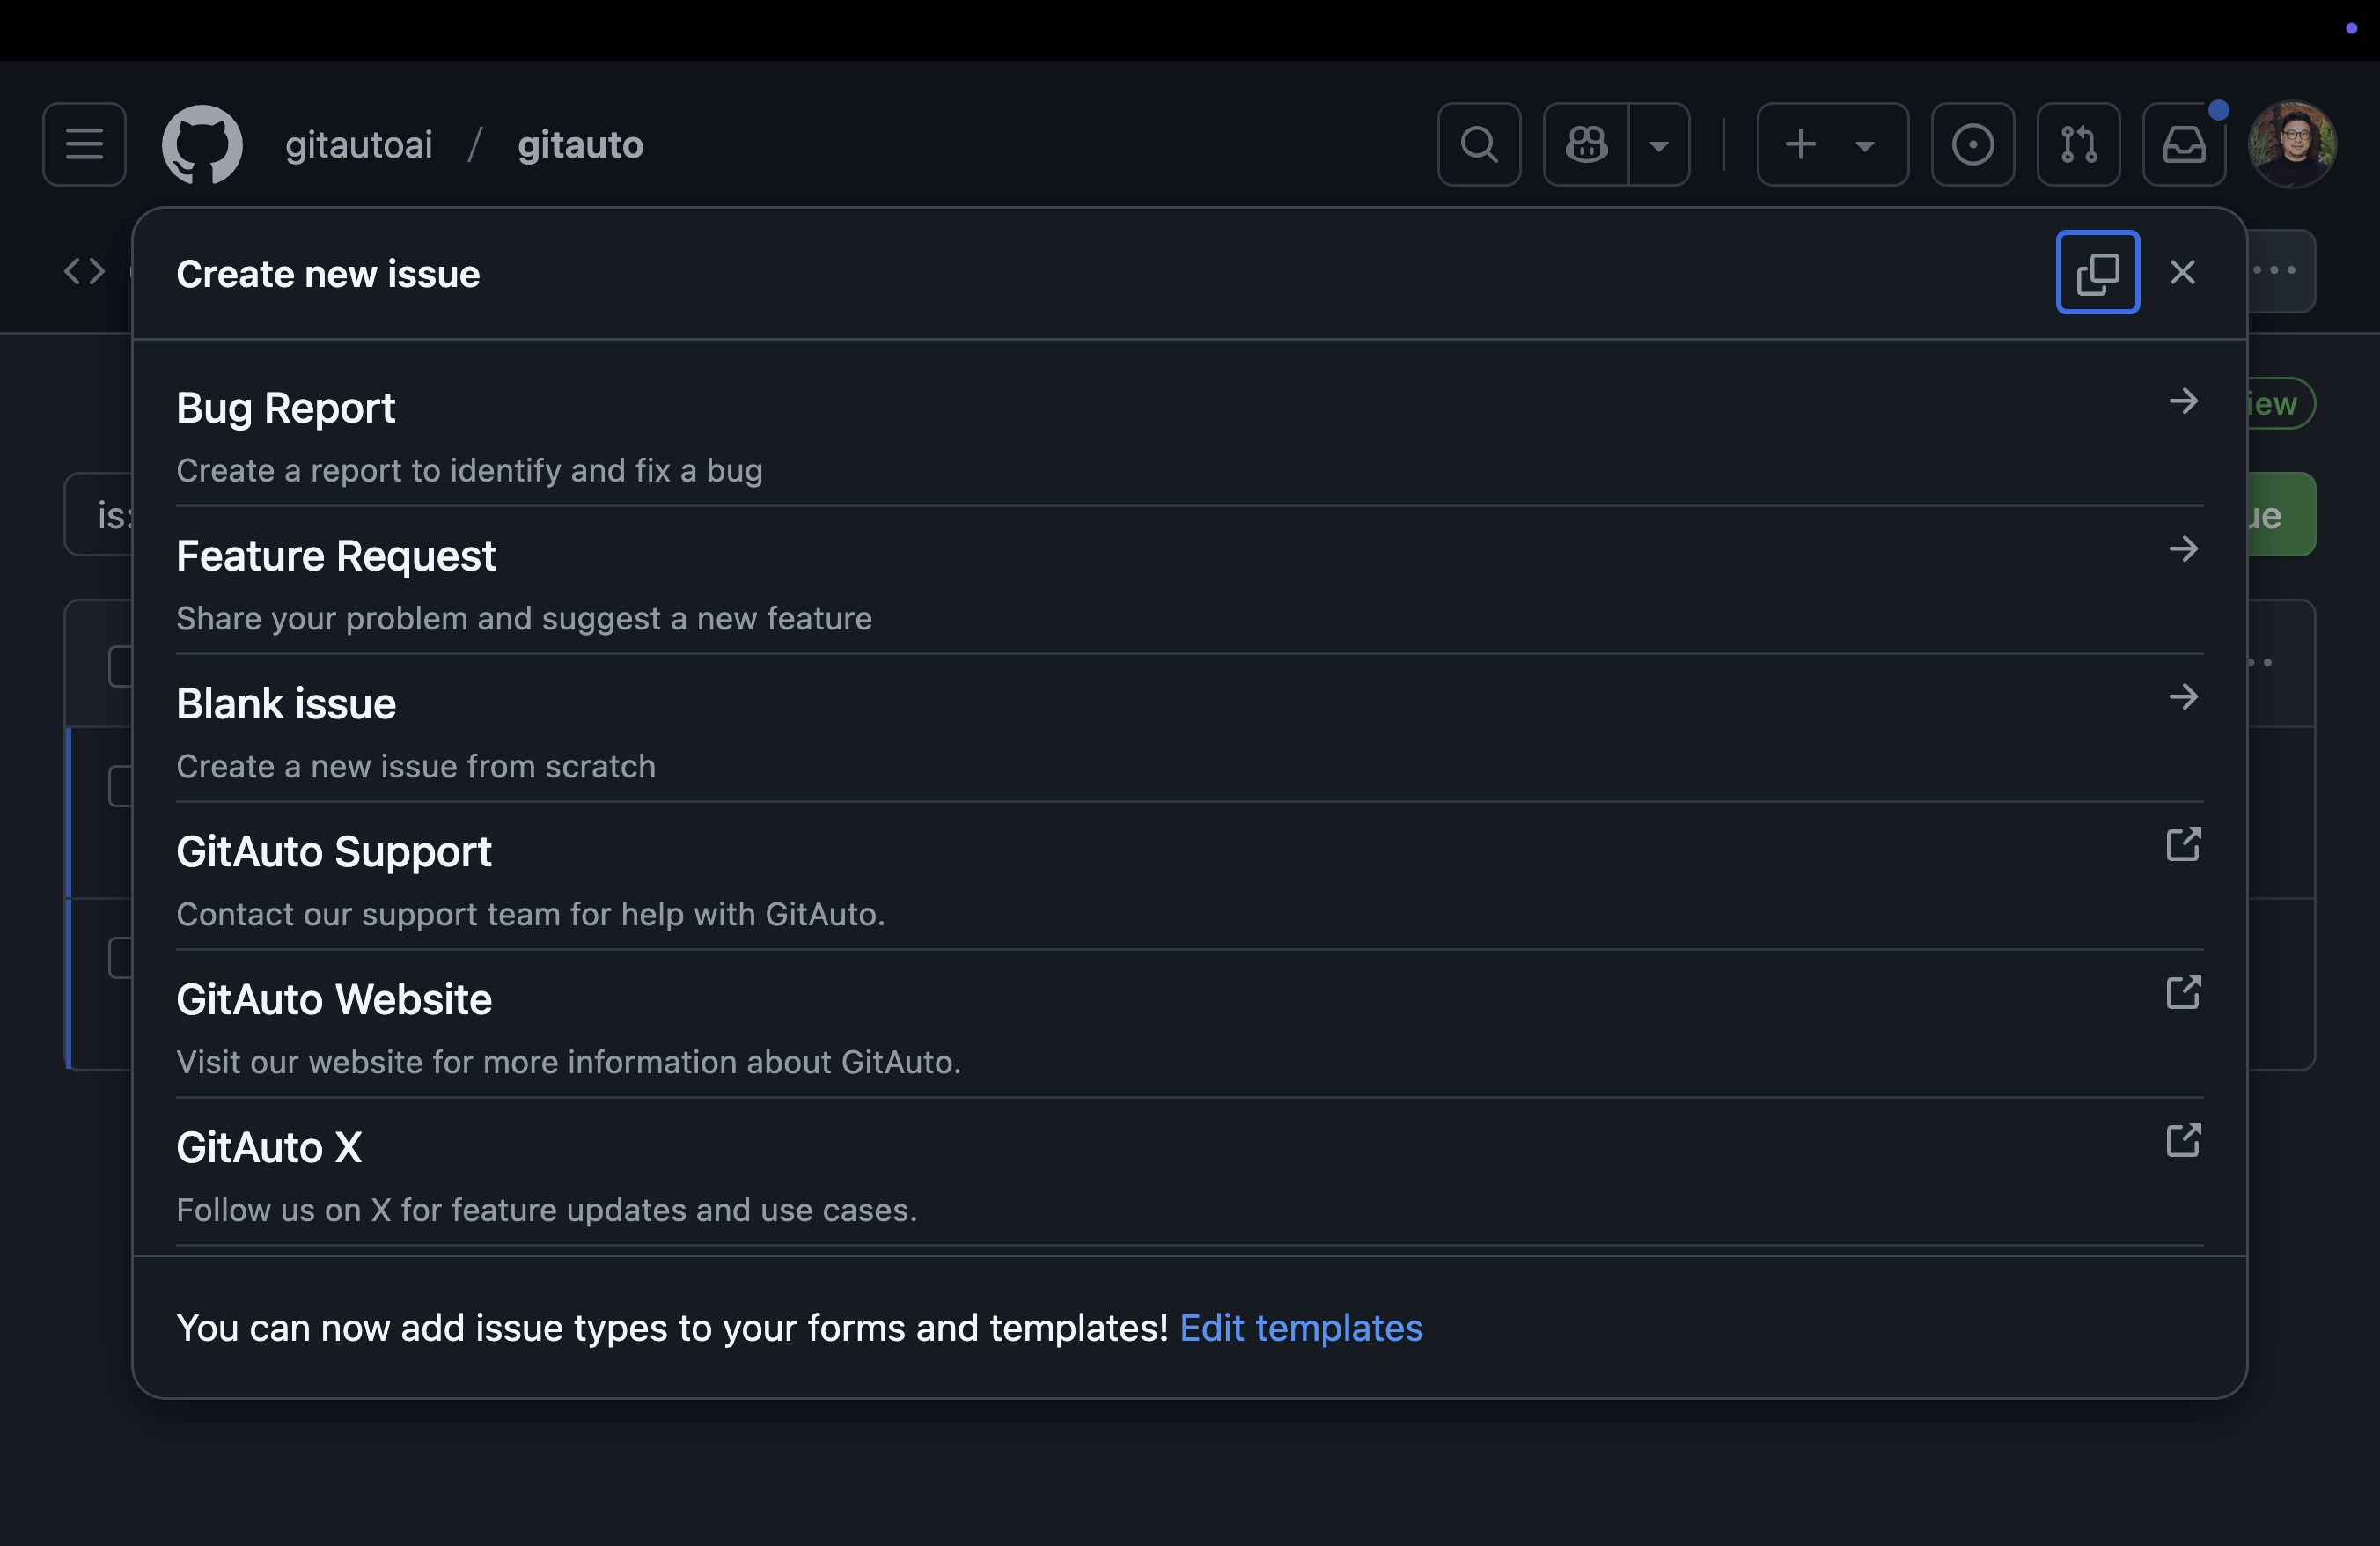 gitautoai / gitauto
Create new issue
Bug Report
Create a report to identify and fix a bug
Feature Request
Share your problem and suggest a new feature
Blank issue
Create a new issue from scratch
GitAuto Support
Contact our support team for help with GitAuto.
GitAuto Website
Visit our website for more information about GitAuto.
GitAuto X
Follow us on X for feature updates and use cases.
You can now add issue types to your forms and templates! Edit templates
is: